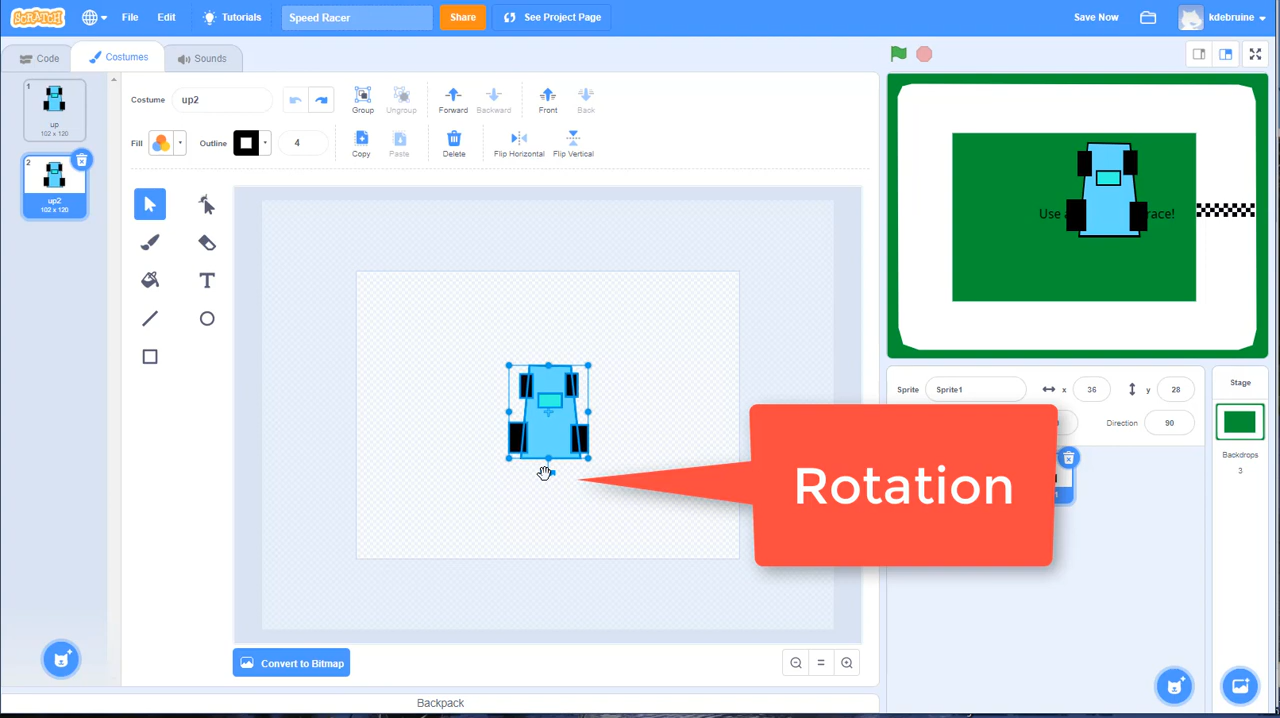 SCRATCH File Edit Tutorials Speed Racer Share See Project Page Save Now kdebruine
Code Costumes Sounds
1
up
102 x 120
2
up2
102 x 120
Costume up2 Group Ungroup Forward Backward Front Back
Fill Outline 4 Copy Paste Delete Flip Horizontal Flip Vertical
Convert to Bitmap
Backpack
Rotation
Use race!
Sprite Sprite1 x 36 y 28
Direction 90
Stage
Backdrops
3